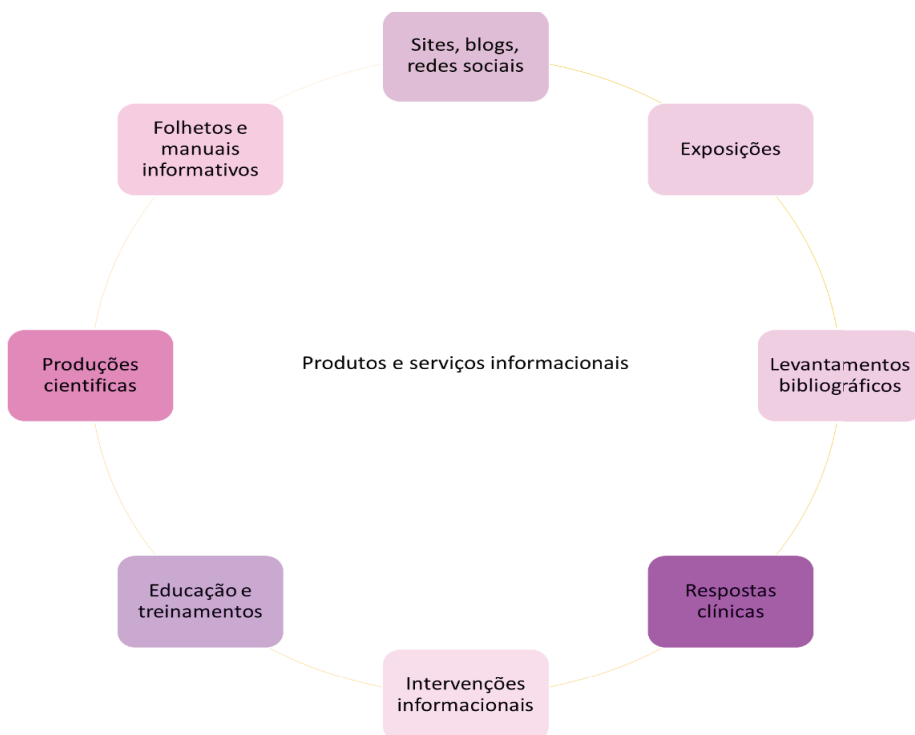 Sites, blogs,
redes sociais
Exposições
Levantamentos
bibliográficos
Respostas
clínicas
Intervenções
informacionais
Educação e
treinamentos
Produções
cientificas
Folhetos e
manuais
informativos
Produtos e serviços informacionais